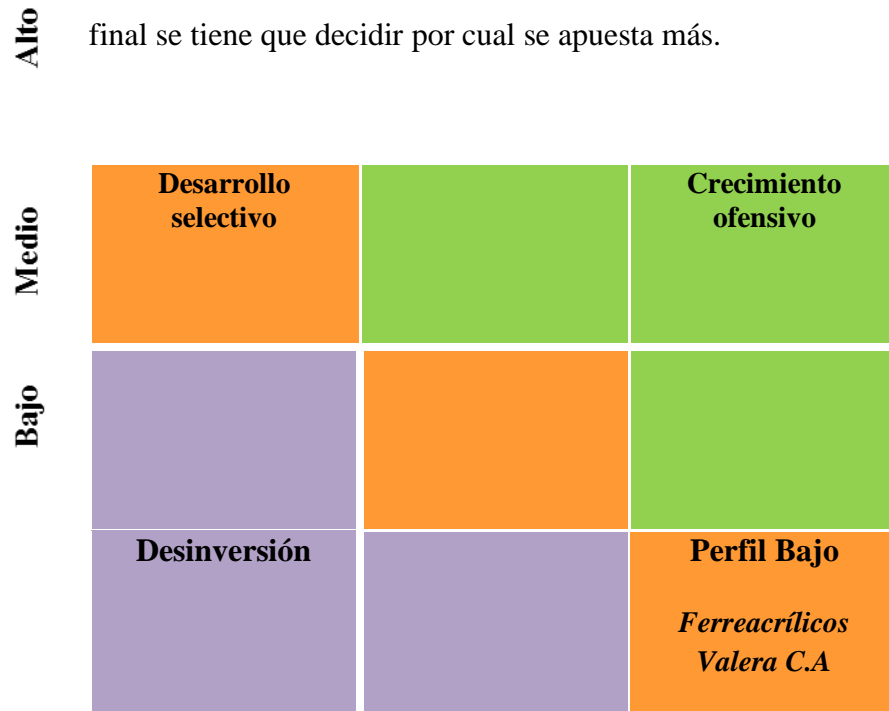 Alto
final se tiene que decidir por cual se apuesta más.
Medio
Desarrollo
selectivo
Crecimiento
ofensivo
Bajo
Desinversión
Perfil Bajo
Ferreacrílicos
Valera C.A